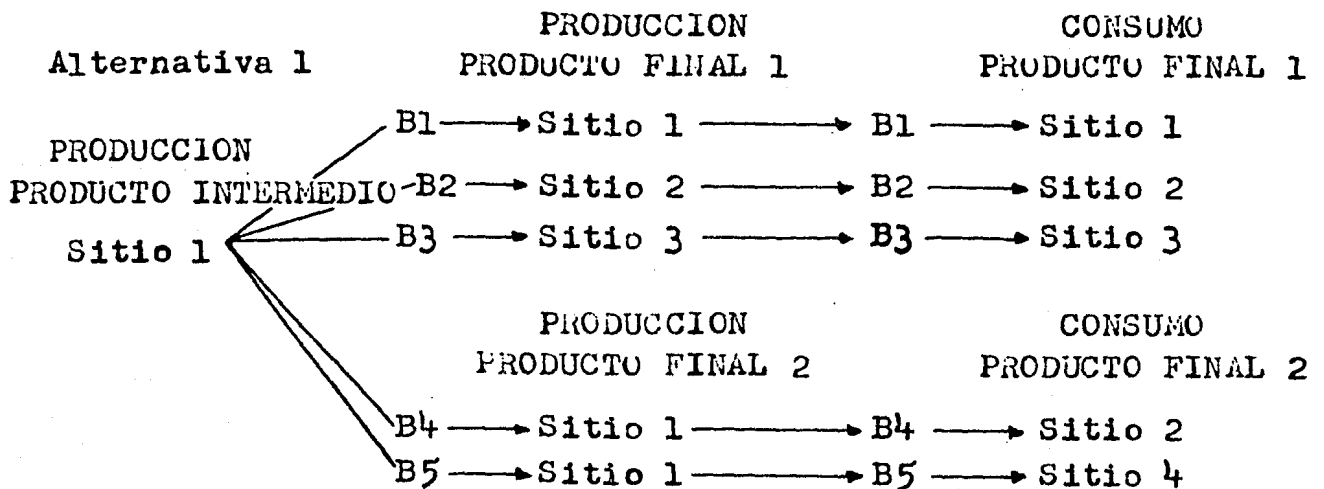 PRODUCCION CONSUMO
Alternativa 1 PRODUCTO FINAL 1 PRODUCTO FINAL 1
B1 Sitio 1 B1 Sitio 1
PRODUCCION
PRODUCTO INTERMEDIO B2 Sitio 2 B2 Sitio 2
Sitio 1 B3 Sitio 3 B3 Sitio 3
PRODUCCION CONSUMO
PRODUCTO FINAL 2 PRODUCTO FINAL 2
B4 Sitio 1 B4 Sitio 2
B5 Sitio 1 B5 Sitio 4